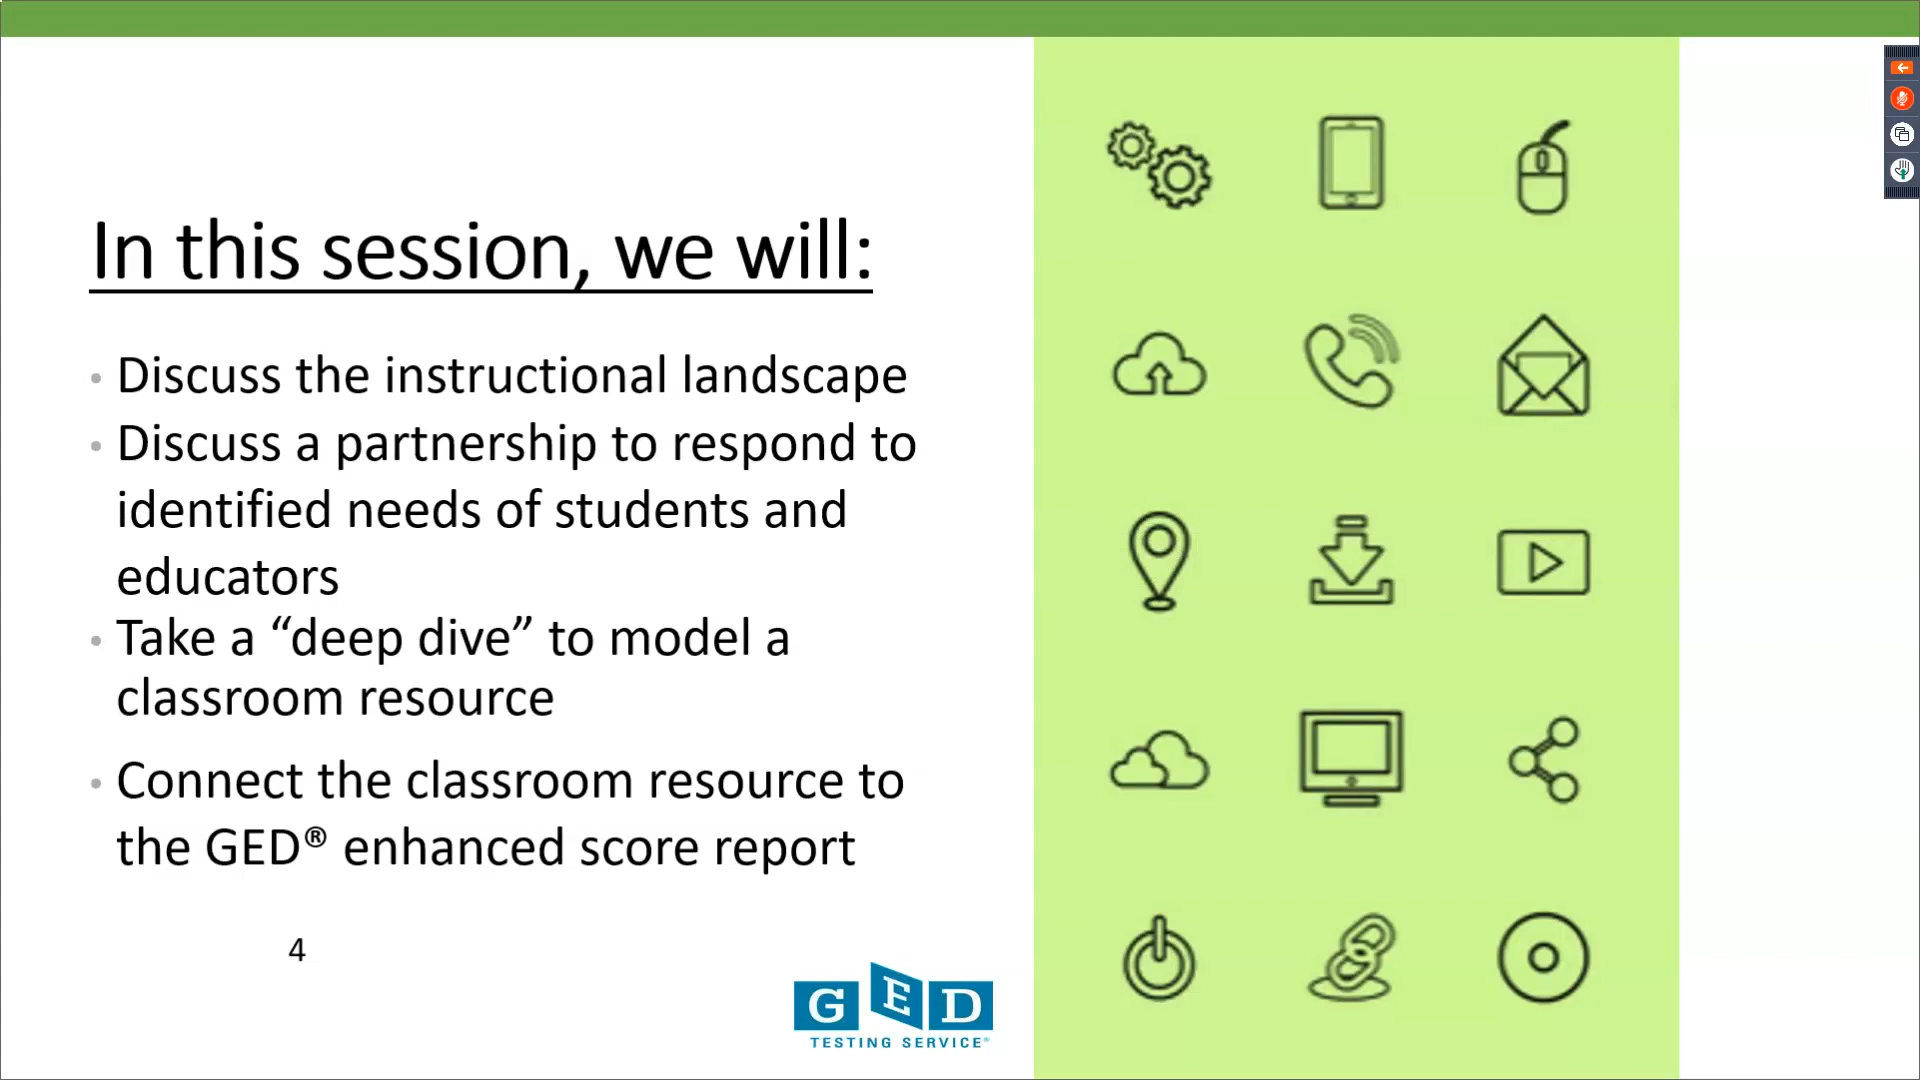 In this session, we will:
• Discuss the instructional landscape
• Discuss a partnership to respond to
identified needs of students and
educators
• Take a “deep dive” to model a
classroom resource
• Connect the classroom resource to
the GED® enhanced score report
4
GED
TESTING SERVICE®